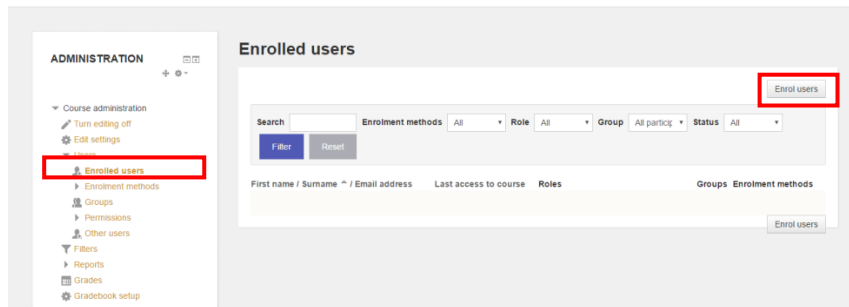 ADMINISTRATION
Course administration
Turn editing off
Edit settings
Users
Enrolled users
Enrolment methods
Groups
Permissions
Other users
Filters
Reports
Grades
Gradebook setup
Enrolled users
Enrol users
Search Enrolment methods All Role All Group All particip Status All
Filter Reset
First name / Surname ^ / Email address Last access to course Roles Groups Enrolment methods
Enrol users